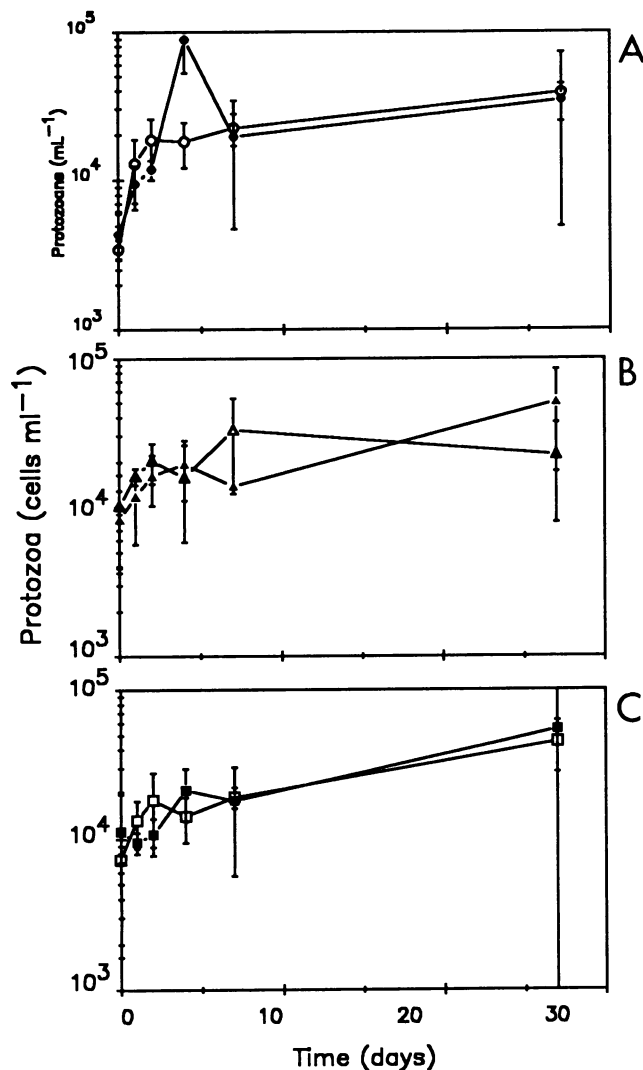 A
10⁵
10⁴
10³
Protozoans (mL⁻¹)
B
10⁵
10⁴
10³
Protozoa (cells ml⁻¹)
C
10⁵
10⁴
10³
0 10 20 30
Time (days)